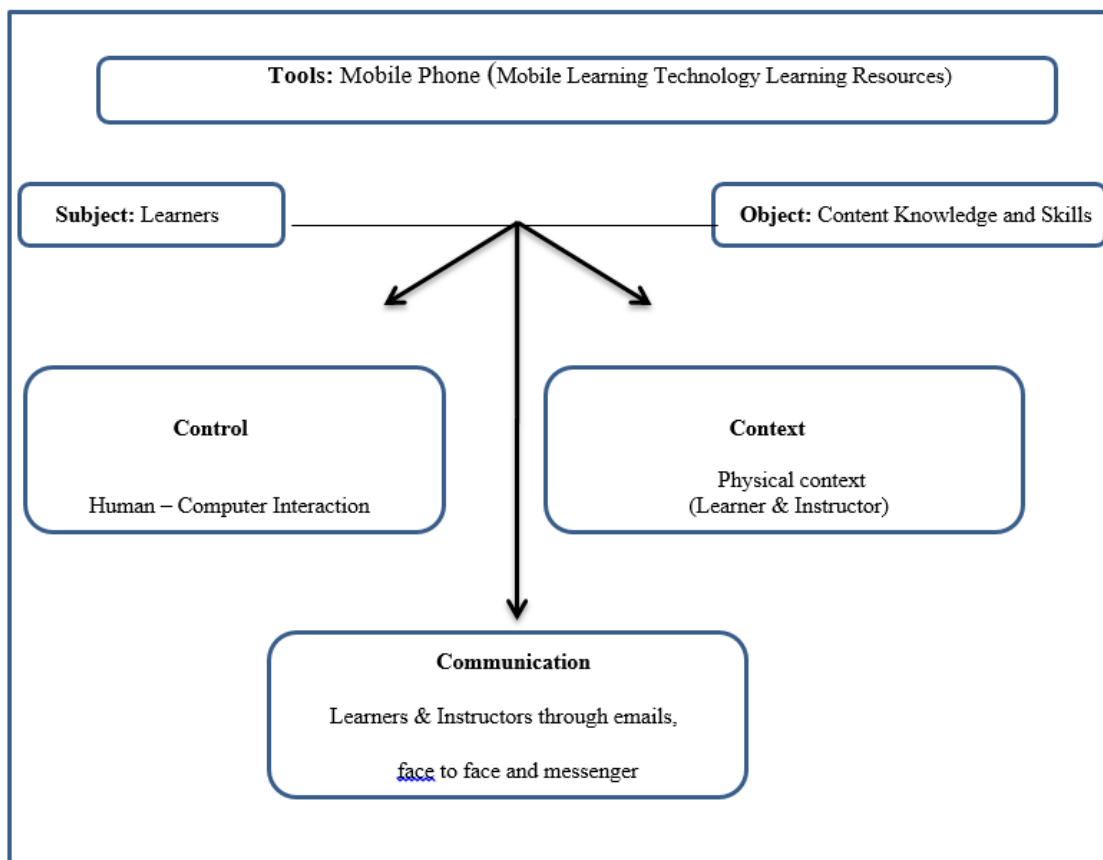 Tools: Mobile Phone (Mobile Learning Technology Learning Resources)
Subject: Learners
Object: Content Knowledge and Skills
Control
Human – Computer Interaction
Context
Physical context
(Learner & Instructor)
Communication
Learners & Instructors through emails,
face to face and messenger